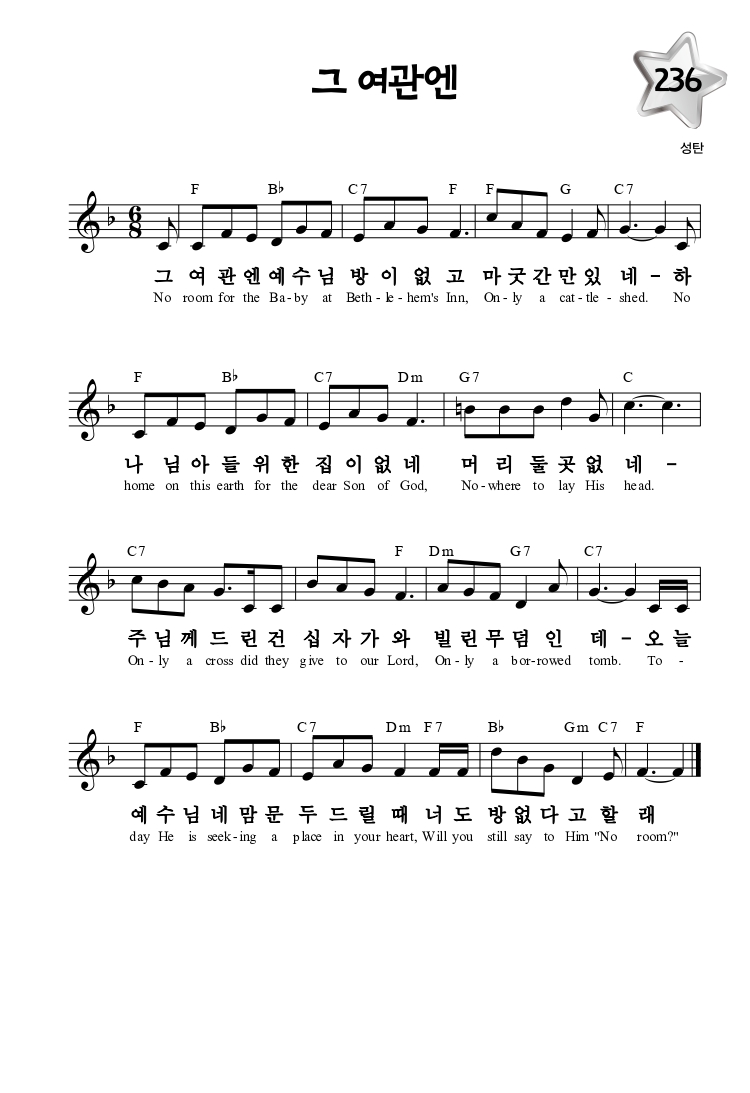 그 여관엔
236
성탄
F B♭ C7 F F G C7
그 여 관 엔 예 수 님 방 이 없 고 마 굿 간 만 있 네 - 하
No room for the Ba - by at Beth - le - hem's Inn, On - ly a cat - tle - shed. No
F B♭ C7 Dm G7 C
나 님 아 들 위 한 집 이 없 네 머 리 둘 곳 없 네 -
home on this earth for the dear Son of God, No - where to lay His head.
C7 F Dm G7 C7
주 님 께 드 린 건 십 자 가 와 빌 린 무 덤 인 데 - 오 늘
On - ly a cross did they give to our Lord, On - ly a bor - rowed tomb. To -
F B♭ C7 Dm F7 B♭ Gm C7 F
예 수 님 네 맘 문 두 드 릴 때 너 도 방 없 다 고 할 래
day He is seek - ing a place in your heart, Will you still say to Him "No room?"